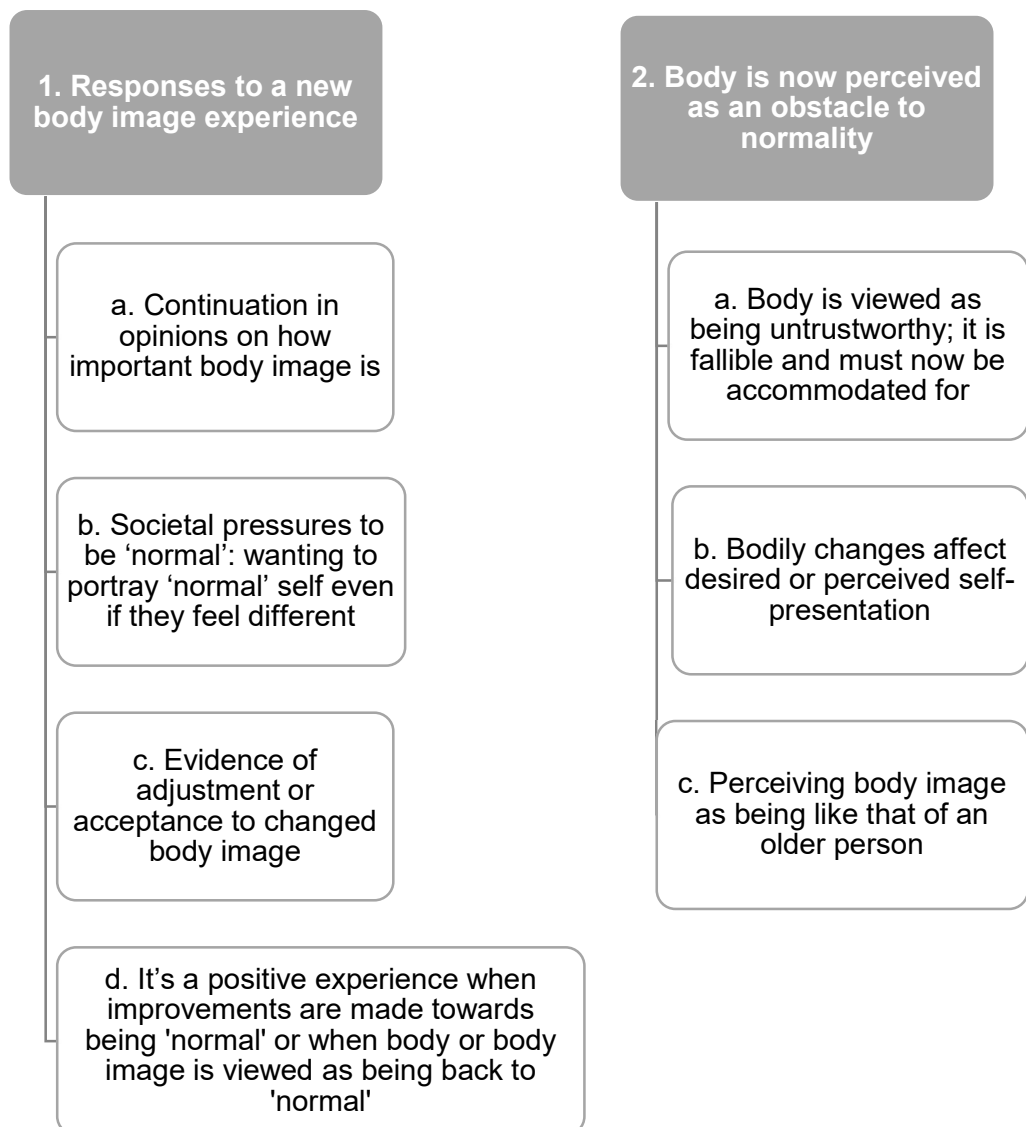 1. Responses to a new
body image experience
a. Continuation in
opinions on how
important body image is
b. Societal pressures to
be ‘normal’: wanting to
portray ‘normal’ self even
if they feel different
c. Evidence of
adjustment or
acceptance to changed
body image
d. It’s a positive experience when
improvements are made towards
being 'normal' or when body or body
image is viewed as being back to
'normal'
2. Body is now perceived
as an obstacle to
normality
a. Body is viewed as
being untrustworthy; it is
fallible and must now be
accommodated for
b. Bodily changes affect
desired or perceived self-
presentation
c. Perceiving body image
as being like that of an
older person